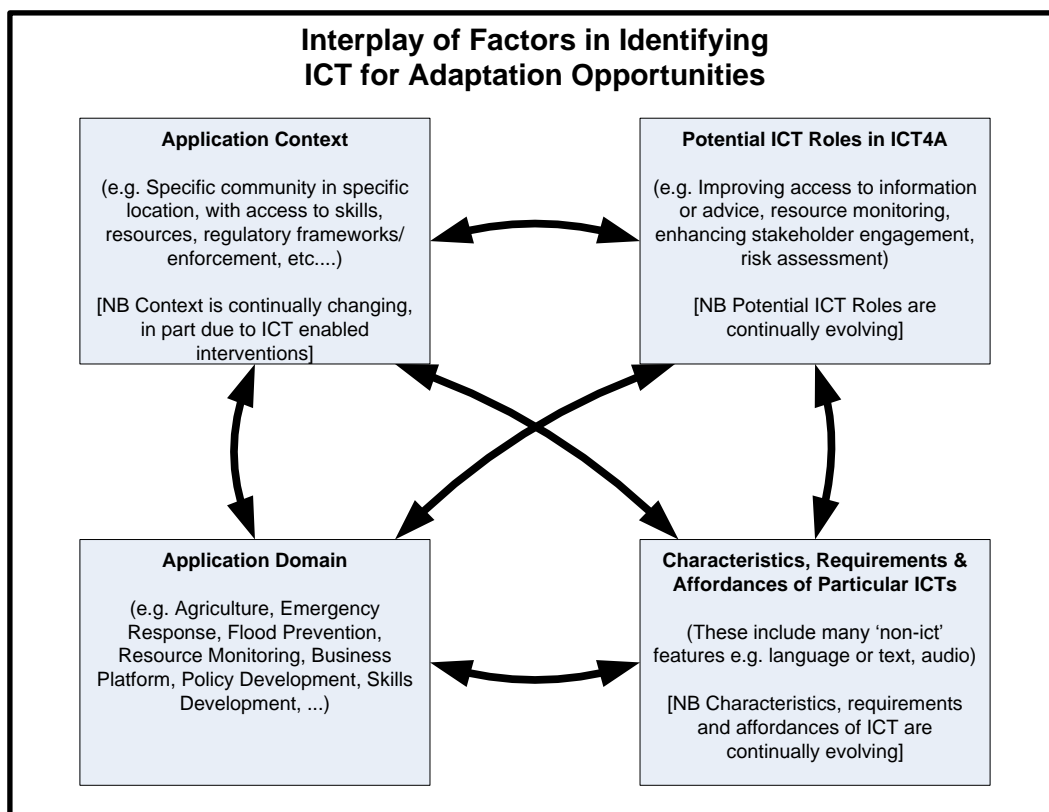 Interplay of Factors in Identifying
ICT for Adaptation Opportunities
Application Context
(e.g. Specific community in specific
location, with access to skills,
resources, regulatory frameworks/
enforcement, etc....)
[NB Context is continually changing,
in part due to ICT enabled
interventions]
Potential ICT Roles in ICT4A
(e.g. Improving access to information
or advice, resource monitoring,
enhancing stakeholder engagement,
risk assessment)
[NB Potential ICT Roles are
continually evolving]
Application Domain
(e.g. Agriculture, Emergency
Response, Flood Prevention,
Resource Monitoring, Business
Platform, Policy Development, Skills
Development, ...)
Characteristics, Requirements &
Affordances of Particular ICTs
(These include many ‘non-ict’
features e.g. language or text, audio)
[NB Characteristics, requirements
and affordances of ICT are
continually evolving]